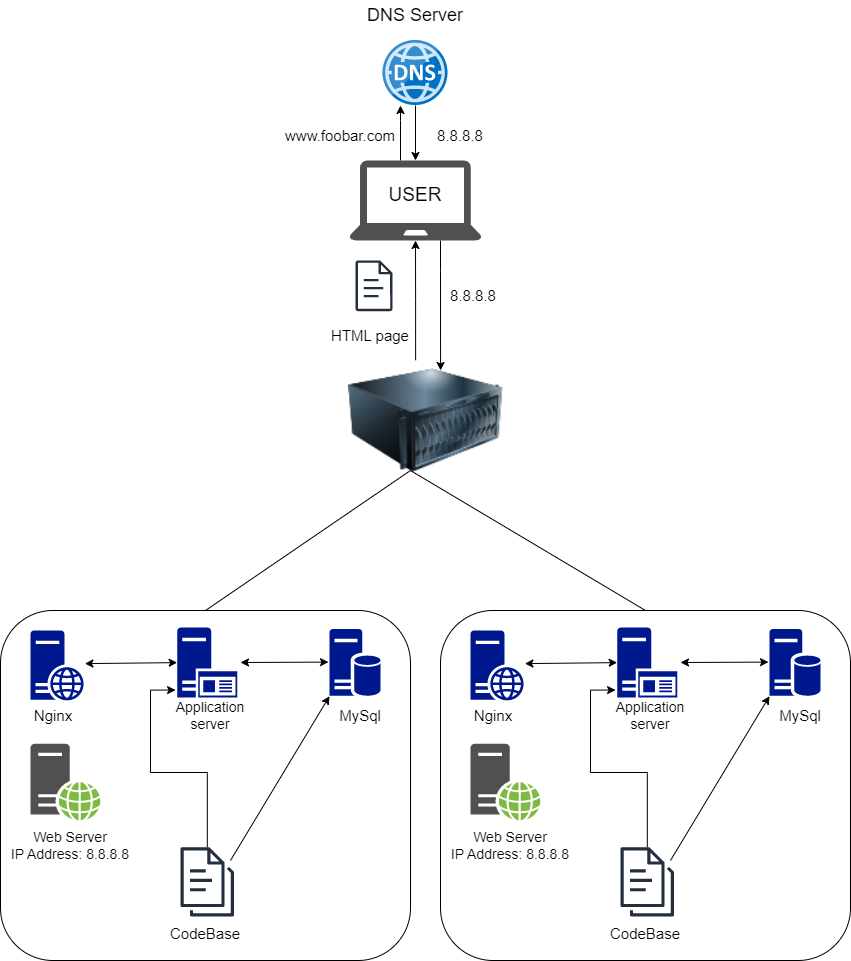 DNS Server
DNS
www.foobar.com
8.8.8.8
USER
8.8.8.8
HTML page
Nginx
Application
server
MySql
Web Server
IP Address: 8.8.8.8
CodeBase
Nginx
Application
server
MySql
Web Server
IP Address: 8.8.8.8
CodeBase